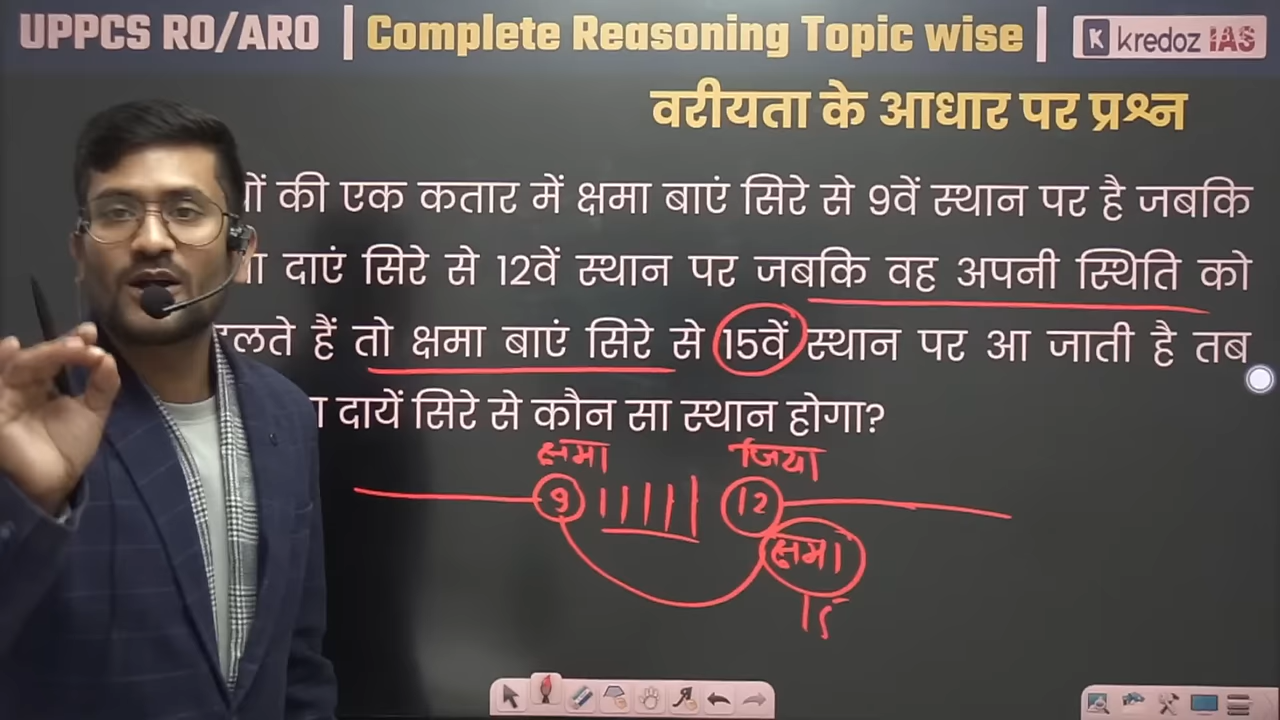 UPPCS RO/ARO | Complete Reasoning Topic wise |
K kredoz IAS
वरीयता के आधार पर प्रश्न
की एक कतार में क्षमा बाएं सिरे से 9वें स्थान पर है जबकि
दाएं सिरे से 12वें स्थान पर जबकि वह अपनी स्थिति को
हैं तो क्षमा बाएं सिरे से 15वें स्थान पर आ जाती है तब
दायें सिरे से कौन सा स्थान होगा?
क्षमा जिया
9 12
क्षमा
15